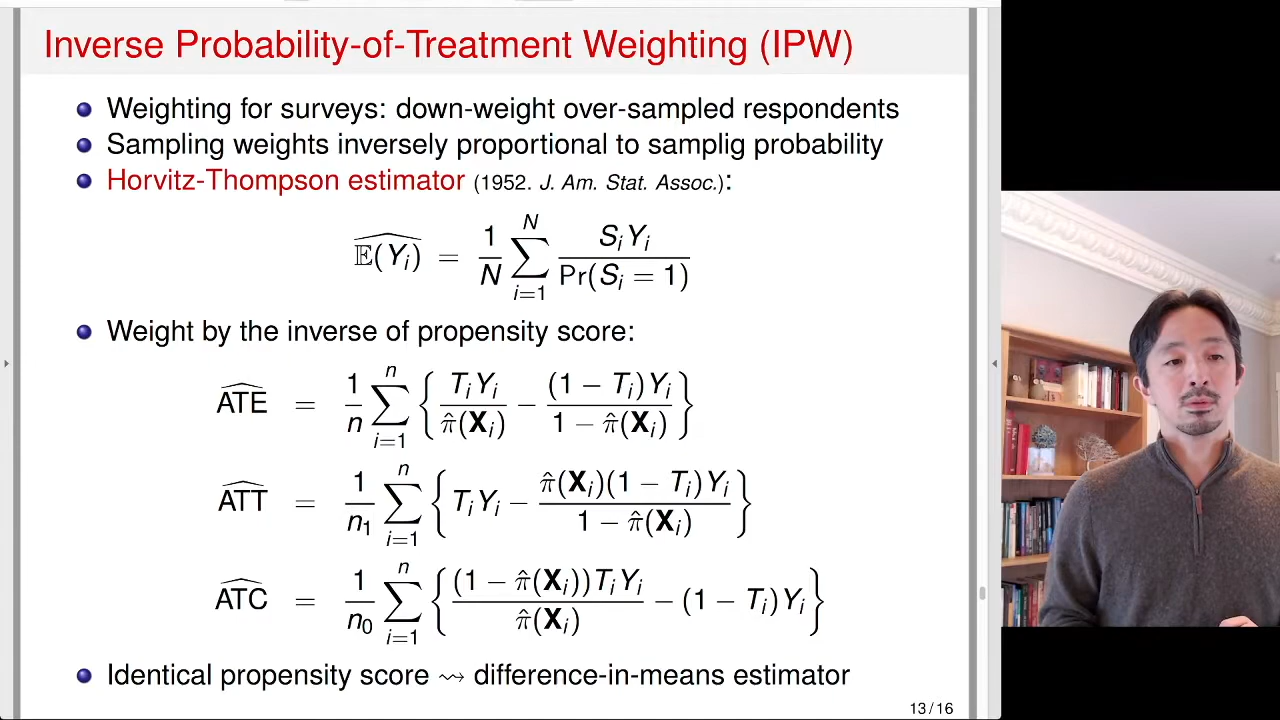 Inverse Probability-of-Treatment Weighting (IPW)
Weighting for surveys: down-weight over-sampled respondents
Sampling weights inversely proportional to samplig probability
Horvitz-Thompson estimator (1952. J. Am. Stat. Assoc.):
$\widehat{\mathbb{E}(Y_i)} = \frac{1}{N} \sum_{i=1}^{N} \frac{S_i Y_i}{\Pr(S_i = 1)}$
Weight by the inverse of propensity score:
$\widehat{\text{ATE}} = \frac{1}{n} \sum_{i=1}^{n} \left\{ \frac{T_i Y_i}{\hat{\pi}(\mathbf{X}_i)} - \frac{(1 - T_i) Y_i}{1 - \hat{\pi}(\mathbf{X}_i)} \right\}$
$\widehat{\text{ATT}} = \frac{1}{n_1} \sum_{i=1}^{n} \left\{ T_i Y_i - \frac{\hat{\pi}(\mathbf{X}_i)(1 - T_i) Y_i}{1 - \hat{\pi}(\mathbf{X}_i)} \right\}$
$\widehat{\text{ATC}} = \frac{1}{n_0} \sum_{i=1}^{n} \left\{ \frac{(1 - \hat{\pi}(\mathbf{X}_i)) T_i Y_i}{\hat{\pi}(\mathbf{X}_i)} - (1 - T_i) Y_i \right\}$
Identical propensity score ⇝ difference-in-means estimator
13 / 16